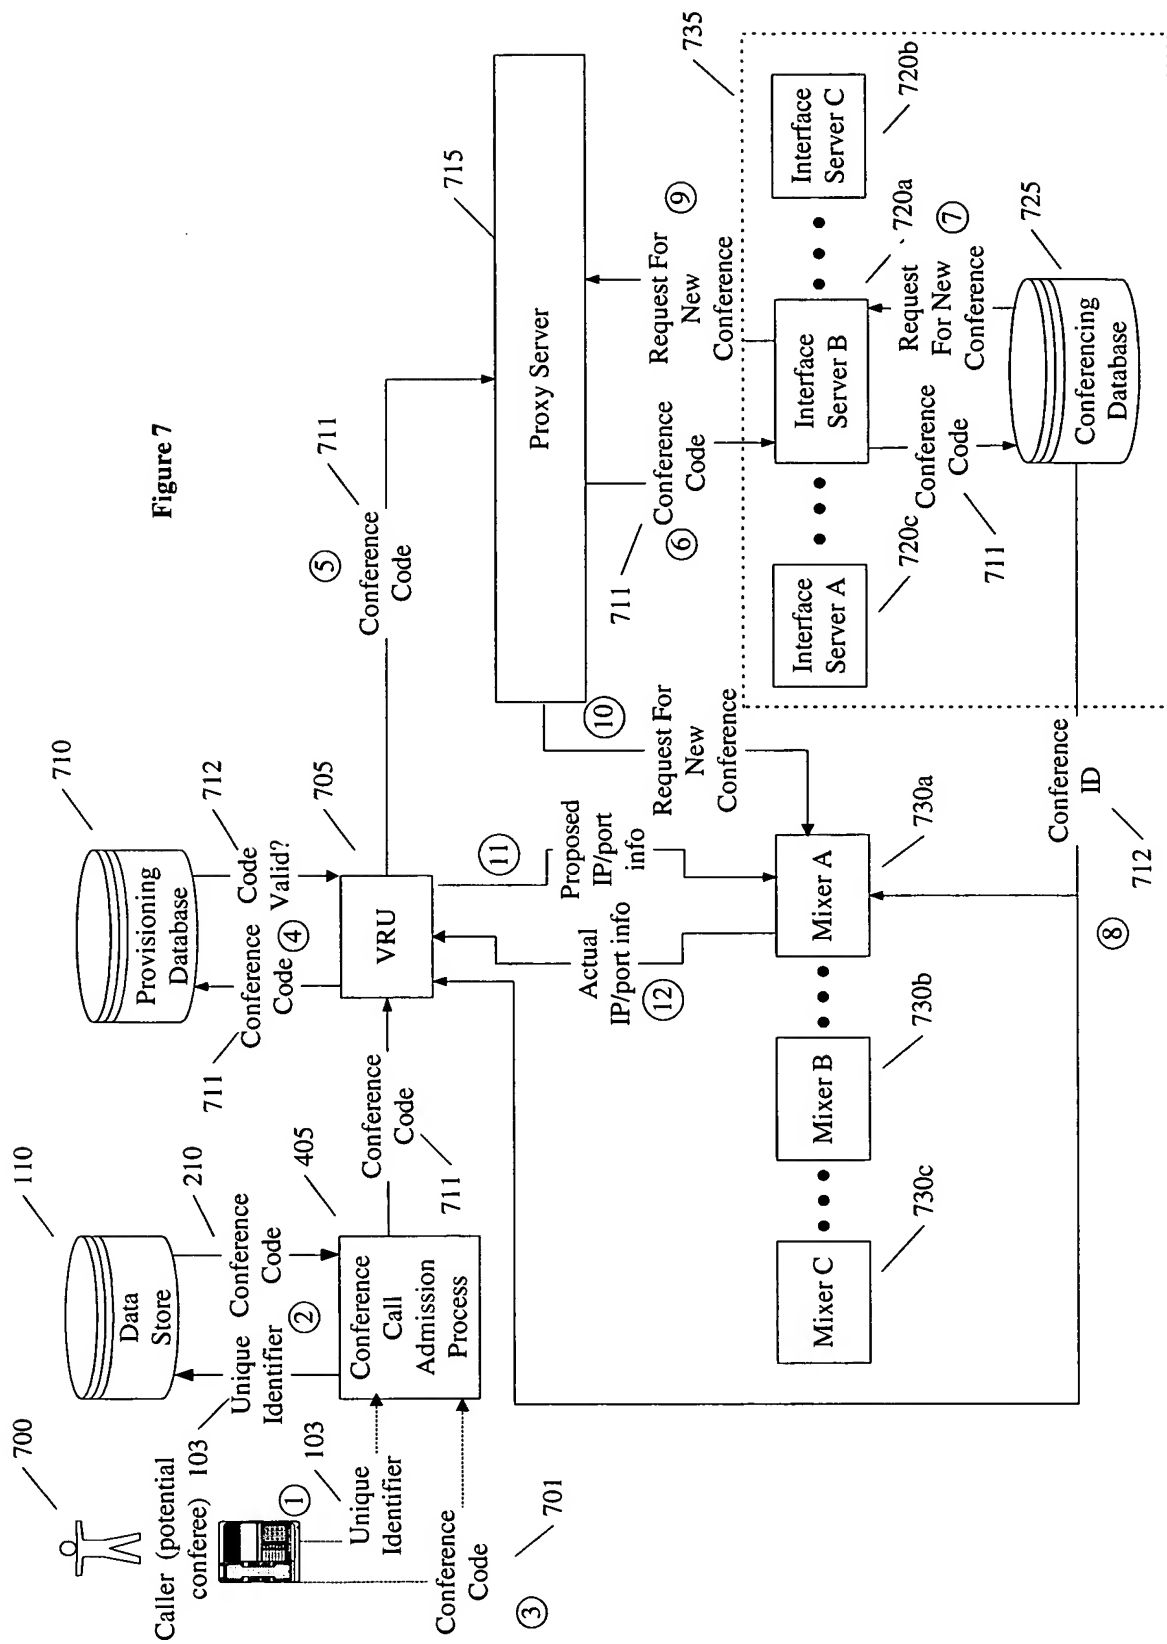 Figure 7
700
Caller (potential
conferee)
103
Unique
Identifier
2
110
Data
Store
210
Conference
Code
405
Conference
Call
Admission
Process
1
103
Unique
Identifier
701
Conference
Code
3
Conference
Code
711
710
Provisioning
Database
711
Conference
Code
4
712
Code
Valid?
705
VRU
5
711
Conference
Code
715
Proxy Server
10
Request For
New
Conference
711
6
Conference
Code
9
Request For
New
Conference
735
11
Proposed
IP/port
info
Actual
IP/port info
12
Mixer C
730c
Mixer B
730b
Mixer A
730a
Interface
Server A
720c
Interface
Server B
720a
Interface
Server C
720b
Conference
Code
711
Request
For New
Conference
7
725
Conferencing
Database
Conference
ID
712
8